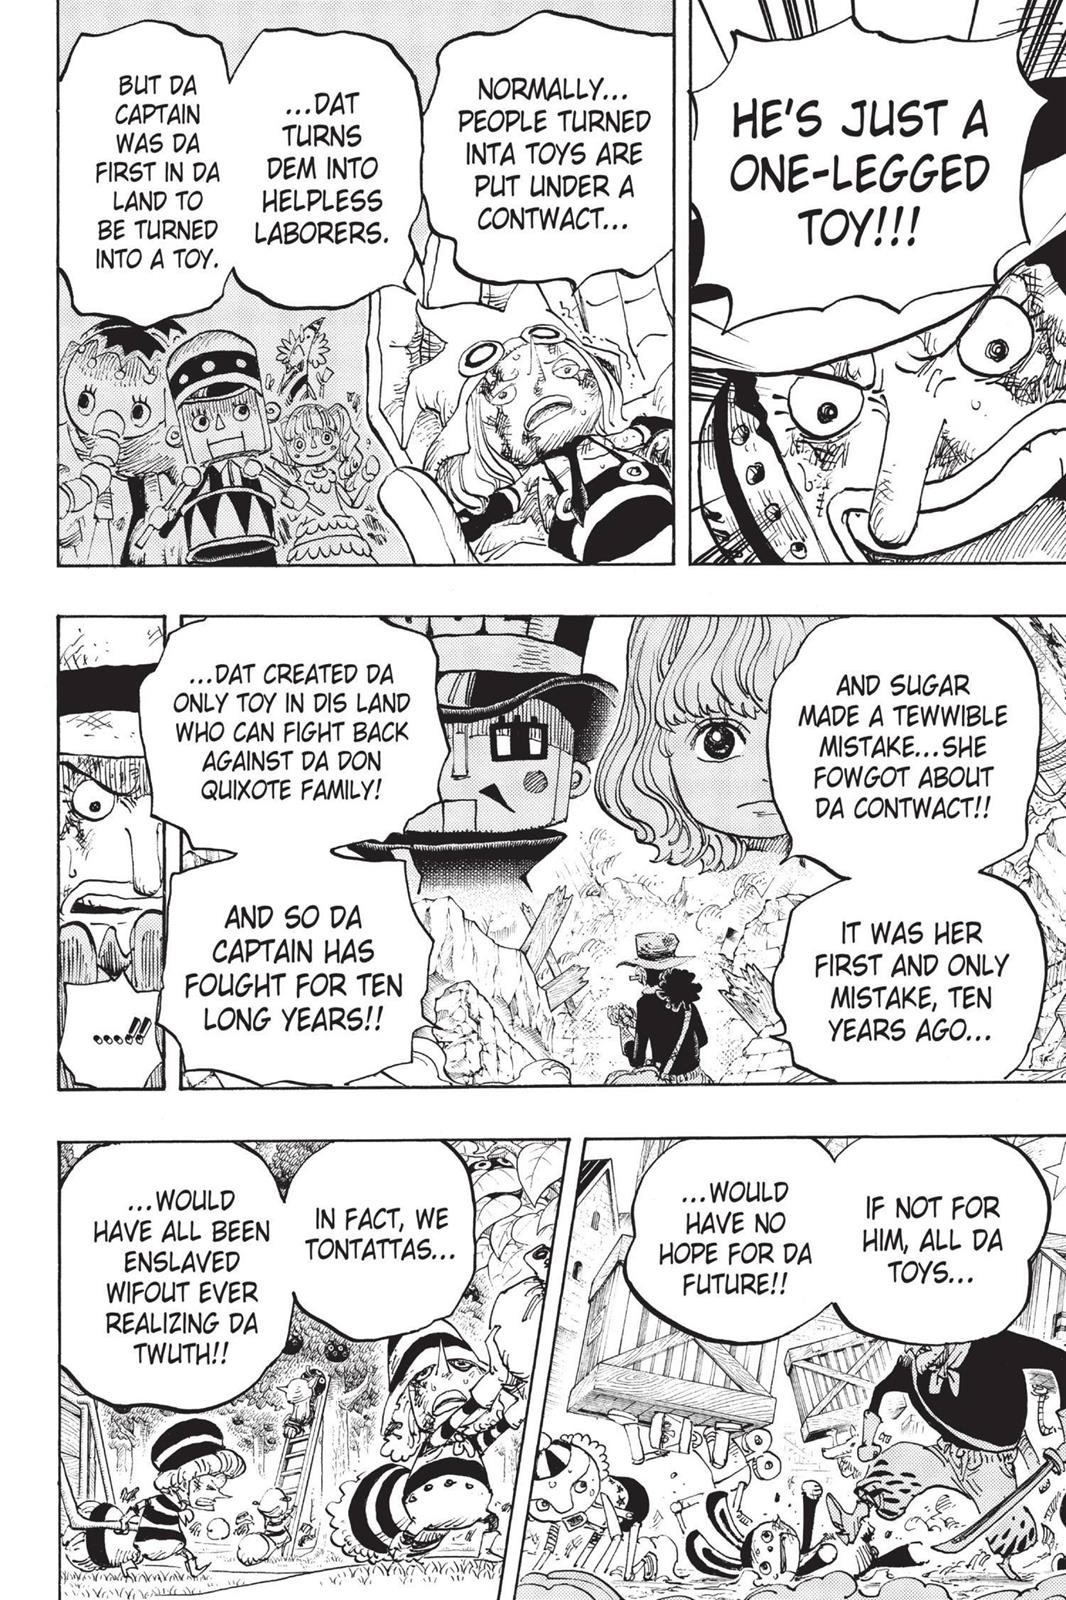 HE'S JUST A
ONE-LEGGED
TOY!!!
NORMALLY...
PEOPLE TURNED
INTA TOYS ARE
PUT UNDER A
CONTWACT...
...DAT
TURNS
DEM INTO
HELPLESS
LABORERS.
BUT DA
CAPTAIN
WAS DA
FIRST IN DA
LAND TO
BE TURNED
INTO A TOY.
AND SUGAR
MADE A TEWWIBLE
MISTAKE...SHE
FOWGOT ABOUT
DA CONTWACT!!
IT WAS HER
FIRST AND ONLY
MISTAKE, TEN
YEARS AGO...
...DAT CREATED DA
ONLY TOY IN DIS LAND
WHO CAN FIGHT BACK
AGAINST DA DON
QUIXOTE FAMILY!
AND SO DA
CAPTAIN HAS
FOUGHT FOR TEN
LONG YEARS!!
...!!
IF NOT FOR
HIM, ALL DA
TOYS...
...WOULD
HAVE NO
HOPE FOR DA
FUTURE!!
IN FACT, WE
TONTATTAS...
...WOULD
HAVE ALL BEEN
ENSLAVED
WIFOUT EVER
REALIZING DA
TWUTH!!